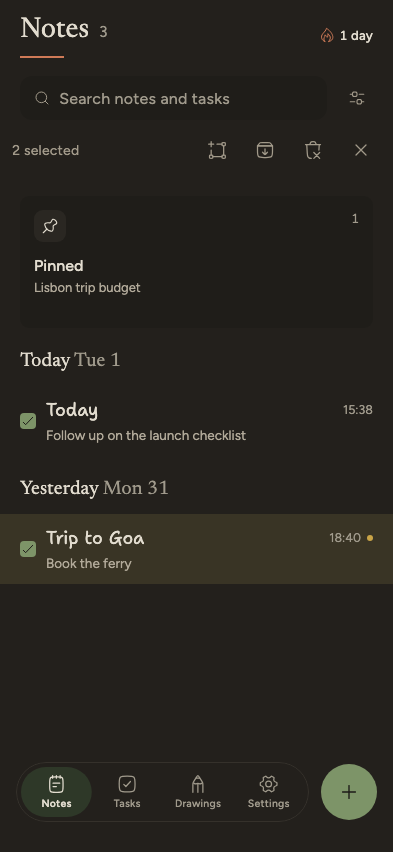 Notes 3
1 day
Search notes and tasks
2 selected
1
Pinned
Lisbon trip budget
Today Tue 1
Today 15:38
Follow up on the launch checklist
Yesterday Mon 31
Trip to Goa 18:40
Book the ferry
Notes Tasks Drawings Settings